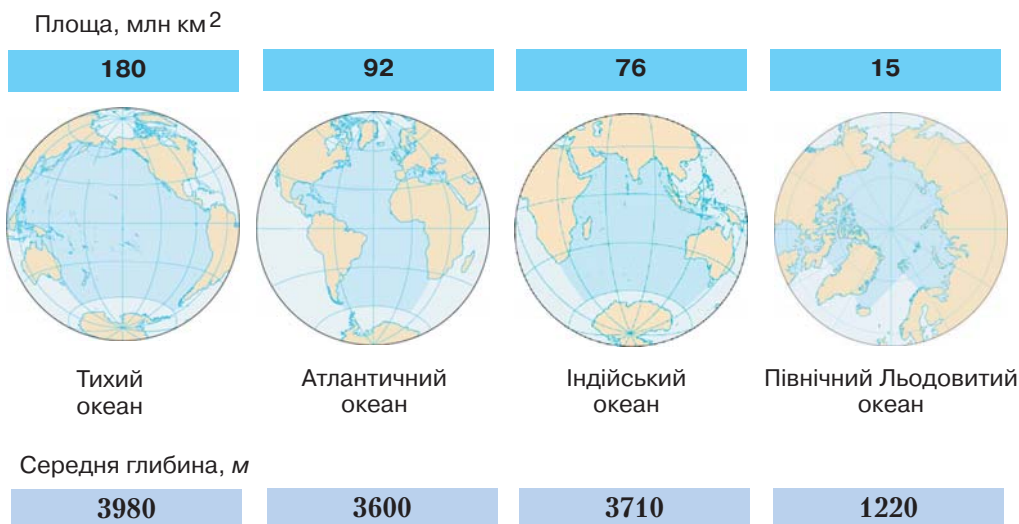 Площа, млн км²
180 92 76 15
Тихий океан
Атлантичний океан
Індійський океан
Північний Льодовитий океан
Середня глибина, м
3980 3600 3710 1220